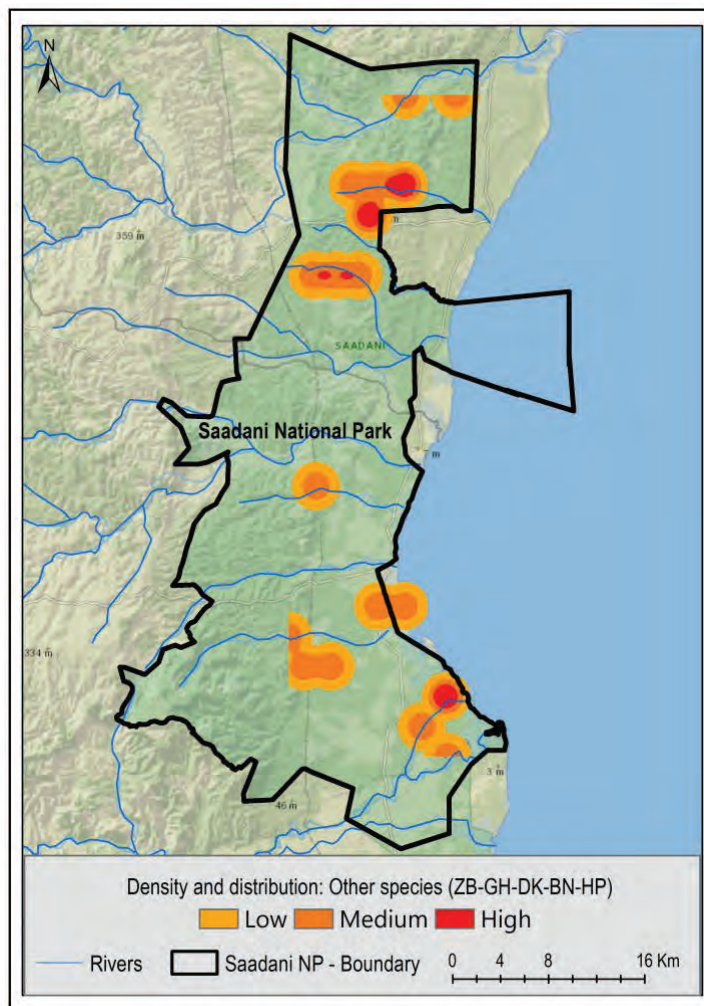 N
359 m
m
SAADANI
Saadani National Park
7 m
334 m
3 m
46 m
Density and distribution: Other species (ZB-GH-DK-BN-HP)
Low Medium High
Rivers Saadani NP - Boundary 0 4 8 16 Km